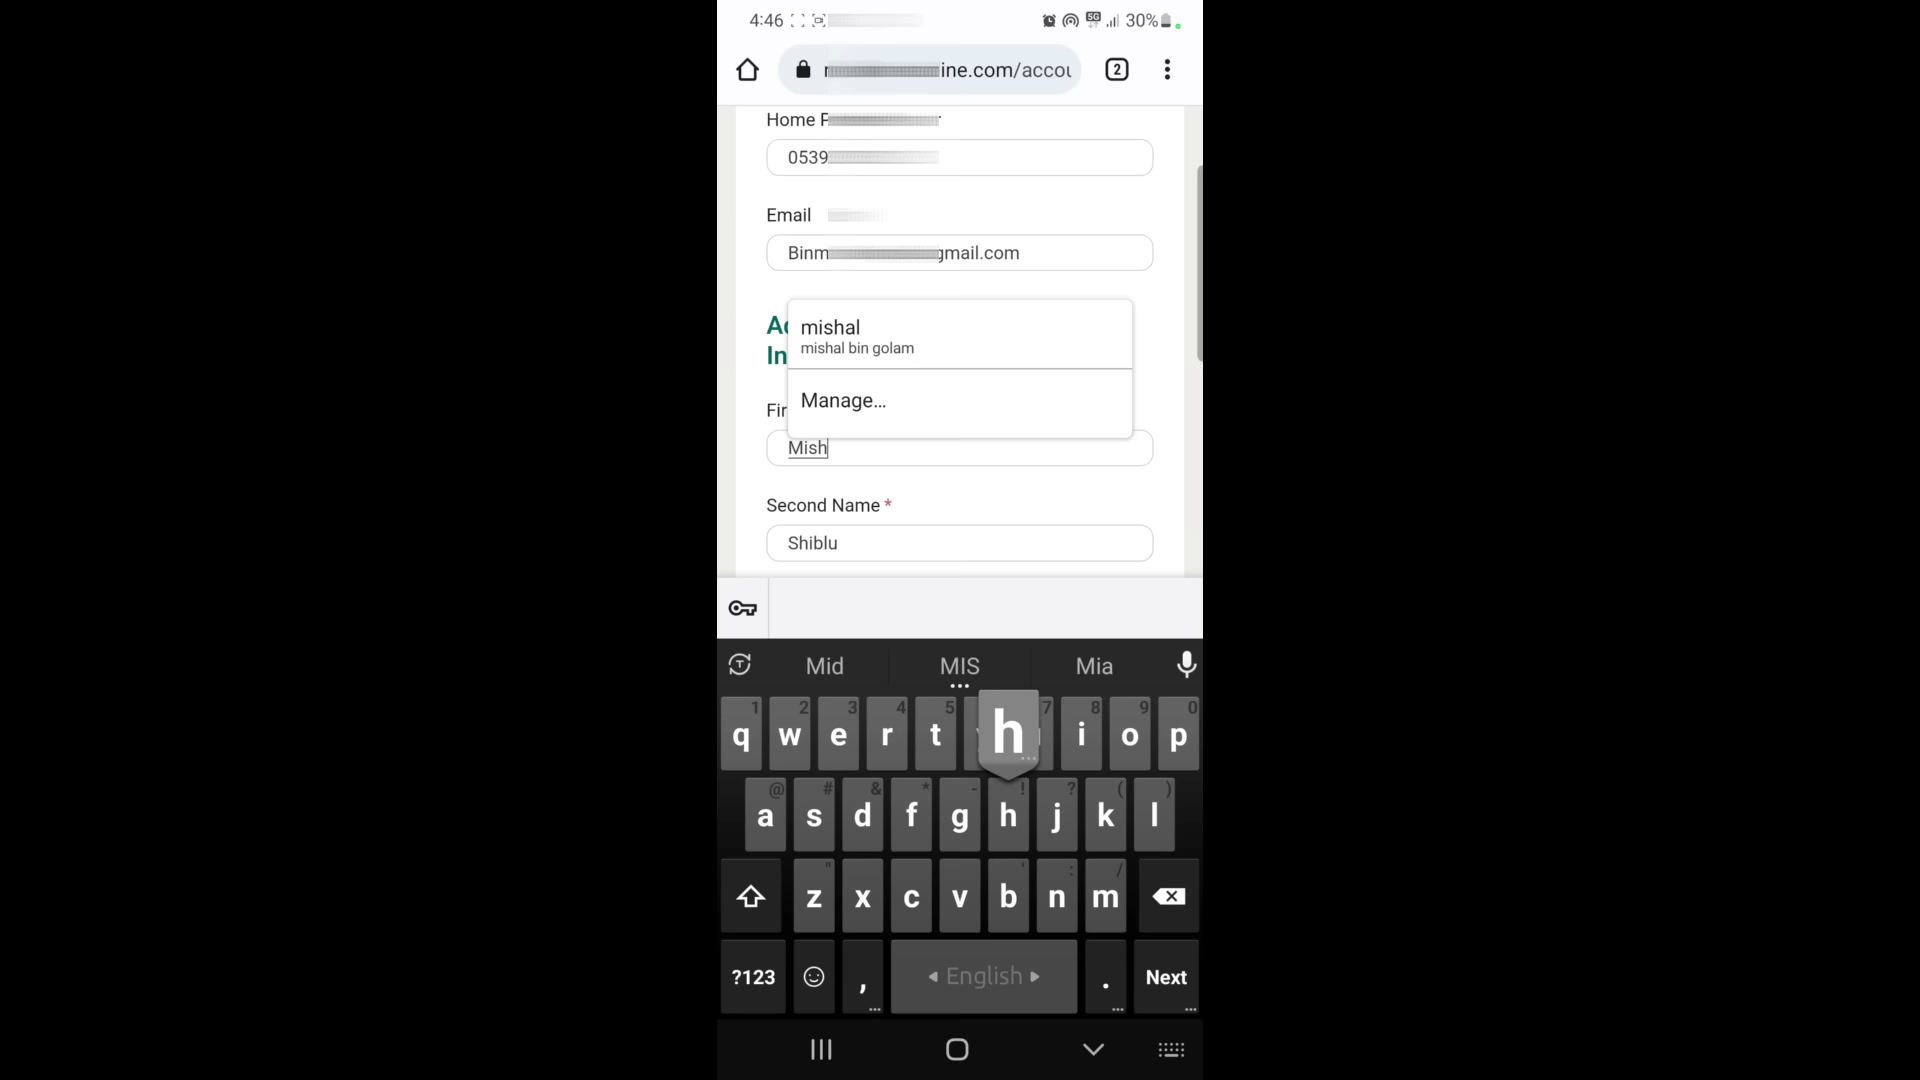 4:46 5G 30%
ine.com/accou 2
Home
0539
Email
Binm gmail.com
mishal
mishal bin golam
Manage...
Fir
Mish
Second Name *
Shiblu
Mid MIS Mia
1 2 3 4 5 7 8 9 0
q w e r t h i o p
@ # & * - ! ? ( )
a s d f g h j k l
" ' : /
z x c v b n m
?123 , English . Next